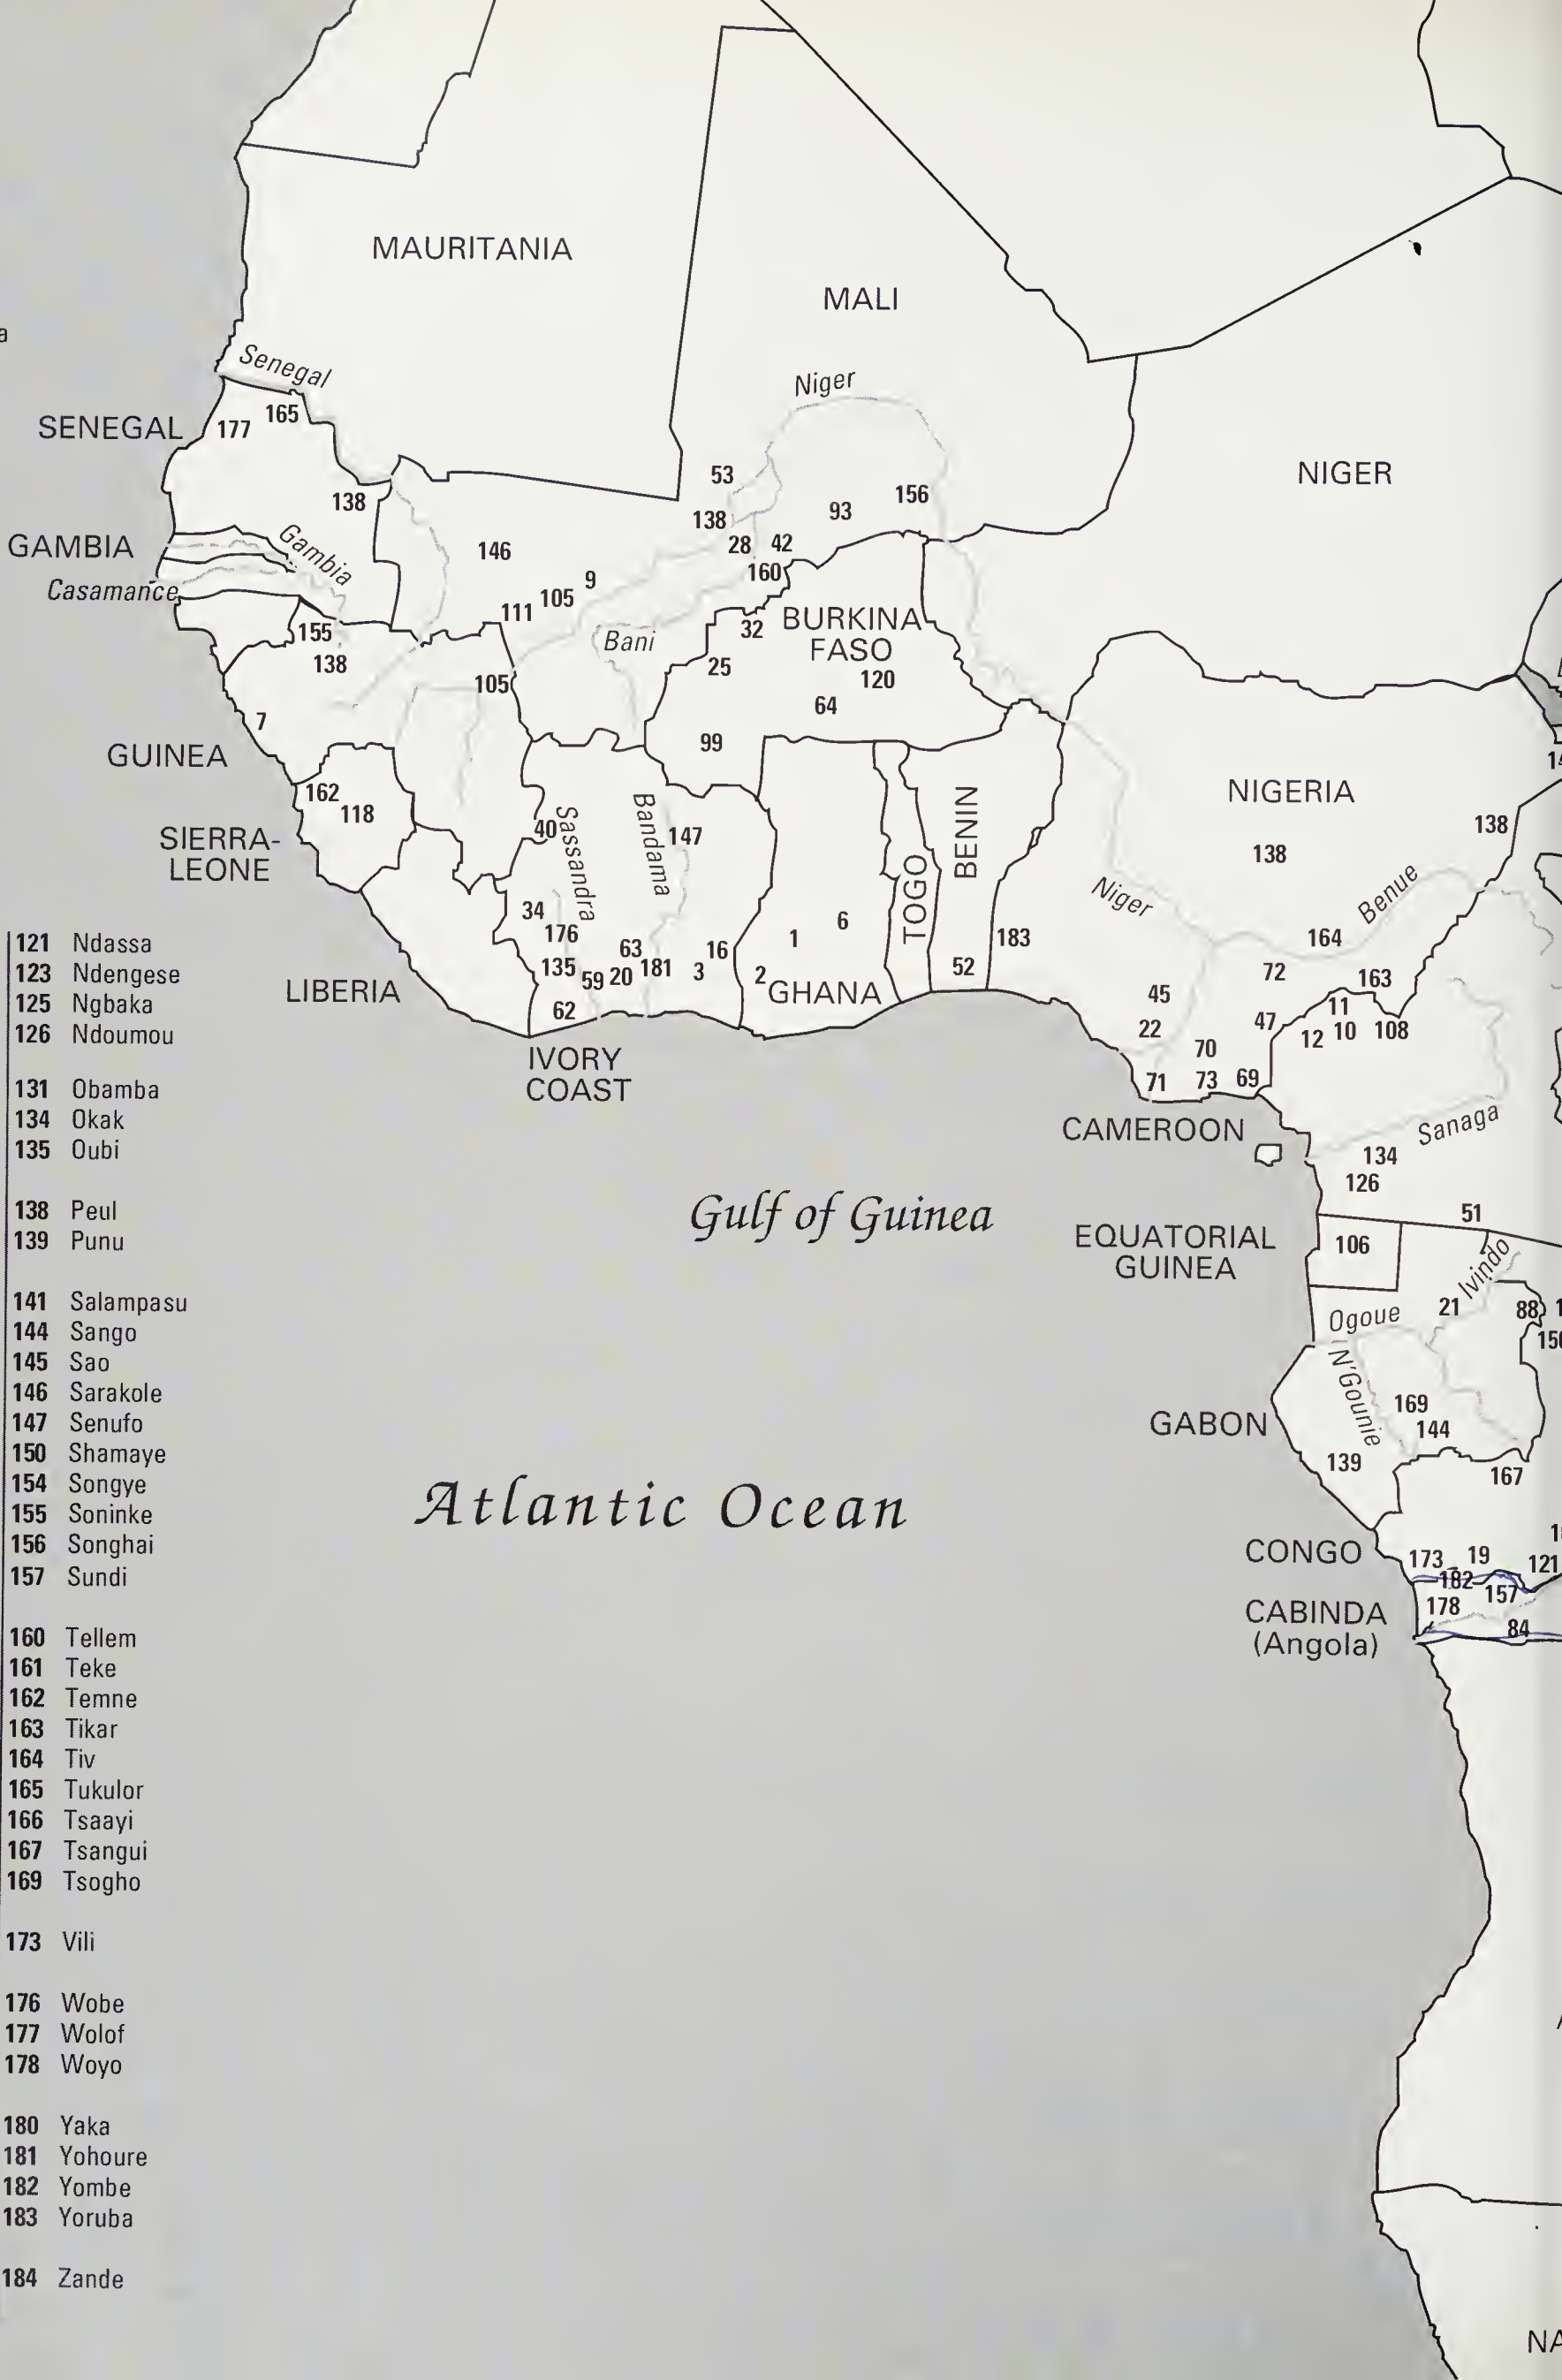 MAURITANIA
MALI
a
Senegal
Niger
165
SENEGAL
177
53
NIGER
156
138
93
138
GAMBIA
Gambia
146
28
42
160
9
Casamance
105
111
BURKINA
FASO
32
155
Bani
138
25
120
105
64
7
99
GUINEA
162
118
NIGERIA
SIERRA-
LEONE
40
Sassandra
Bandama
147
BENIN
138
138
TOGO
Niger
Benue
34
6
176
1
183
164
63
16
135
59
20
181
3
2
52
72
163
LIBERIA
GHANA
45
11
62
22
47
12
10
108
IVORY
COAST
70
71
73
69
CAMEROON
Sanaga
134
126
Gulf of Guinea
51
EQUATORIAL
GUINEA
106
Ivindo
21
88
Ogoue
N'Gounie
169
GABON
144
139
167
Atlantic Ocean
CONGO
173
19
121
182
157
CABINDA
(Angola)
178
84
121 Ndassa
123 Ndengese
125 Ngbaka
126 Ndoumou
131 Obamba
134 Okak
135 Oubi
138 Peul
139 Punu
141 Salampasu
144 Sango
145 Sao
146 Sarakole
147 Senufo
150 Shamaye
154 Songye
155 Soninke
156 Songhai
157 Sundi
160 Tellem
161 Teke
162 Temne
163 Tikar
164 Tiv
165 Tukulor
166 Tsaayi
167 Tsangui
169 Tsogho
173 Vili
176 Wobe
177 Wolof
178 Woyo
180 Yaka
181 Yohoure
182 Yombe
183 Yoruba
184 Zande